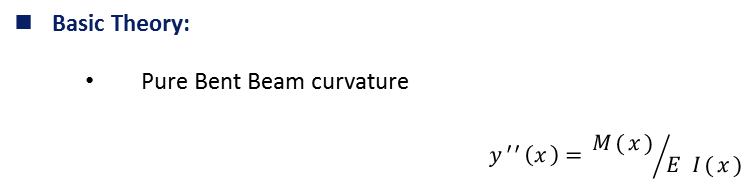 ■ Basic Theory:
• Pure Bent Beam curvature
y''(x) = M(x)/E I(x)